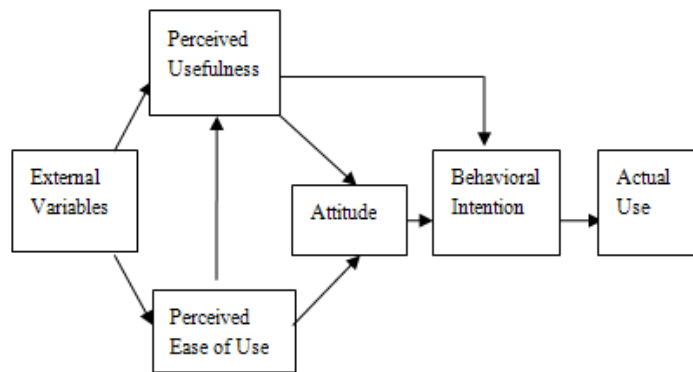 Perceived
Usefulness
External
Variables
Attitude
Behavioral
Intention
Actual
Use
Perceived
Ease of Use